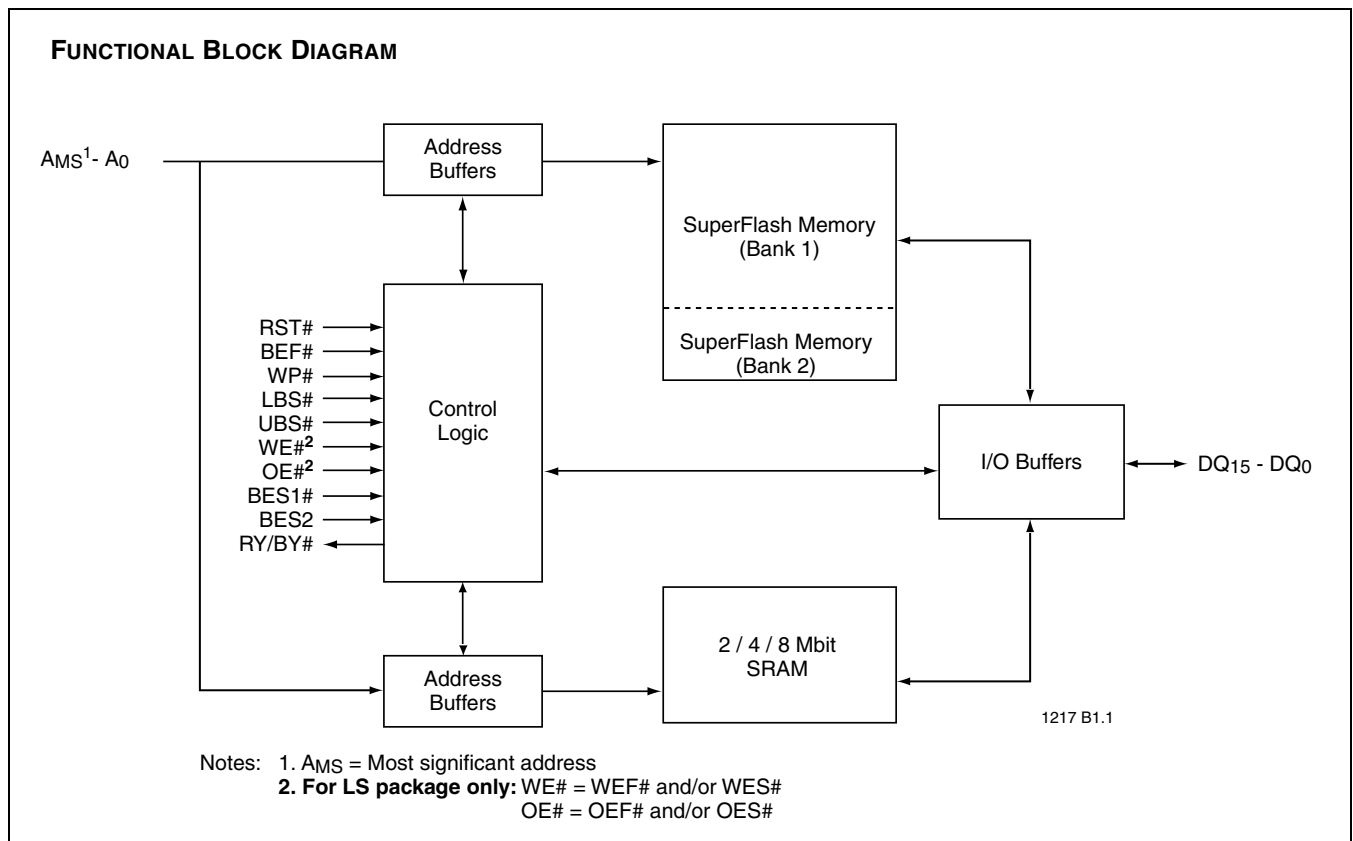 FUNCTIONAL BLOCK DIAGRAM
AMS1- A0
Address
Buffers
SuperFlash Memory
(Bank 1)
SuperFlash Memory
(Bank 2)
RST#
BEF#
WP#
LBS#
UBS#
WE#2
OE#2
BES1#
BES2
RY/BY#
Control
Logic
I/O Buffers
DQ15 - DQ0
Address
Buffers
2 / 4 / 8 Mbit
SRAM
1217 B1.1
Notes: 1. AMS = Most significant address
2. For LS package only: WE# = WEF# and/or WES#
OE# = OEF# and/or OES#